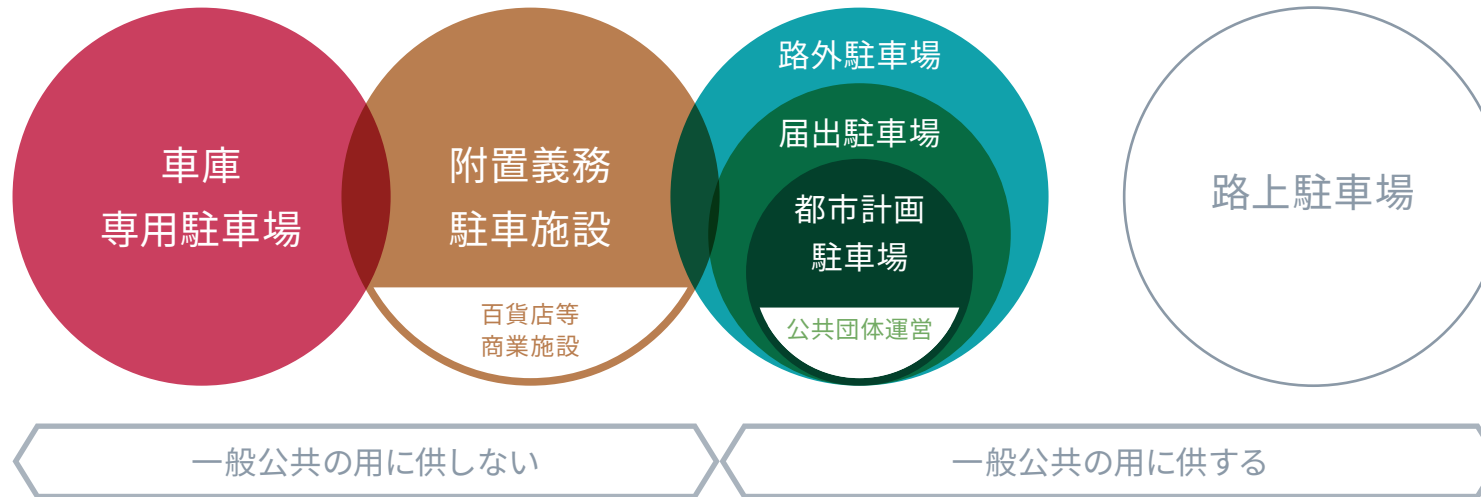 車庫
専用駐車場
附置義務
駐車施設
百貨店等
商業施設
路外駐車場
届出駐車場
都市計画
駐車場
公共団体運営
路上駐車場
一般公共の用に供しない
一般公共の用に供する